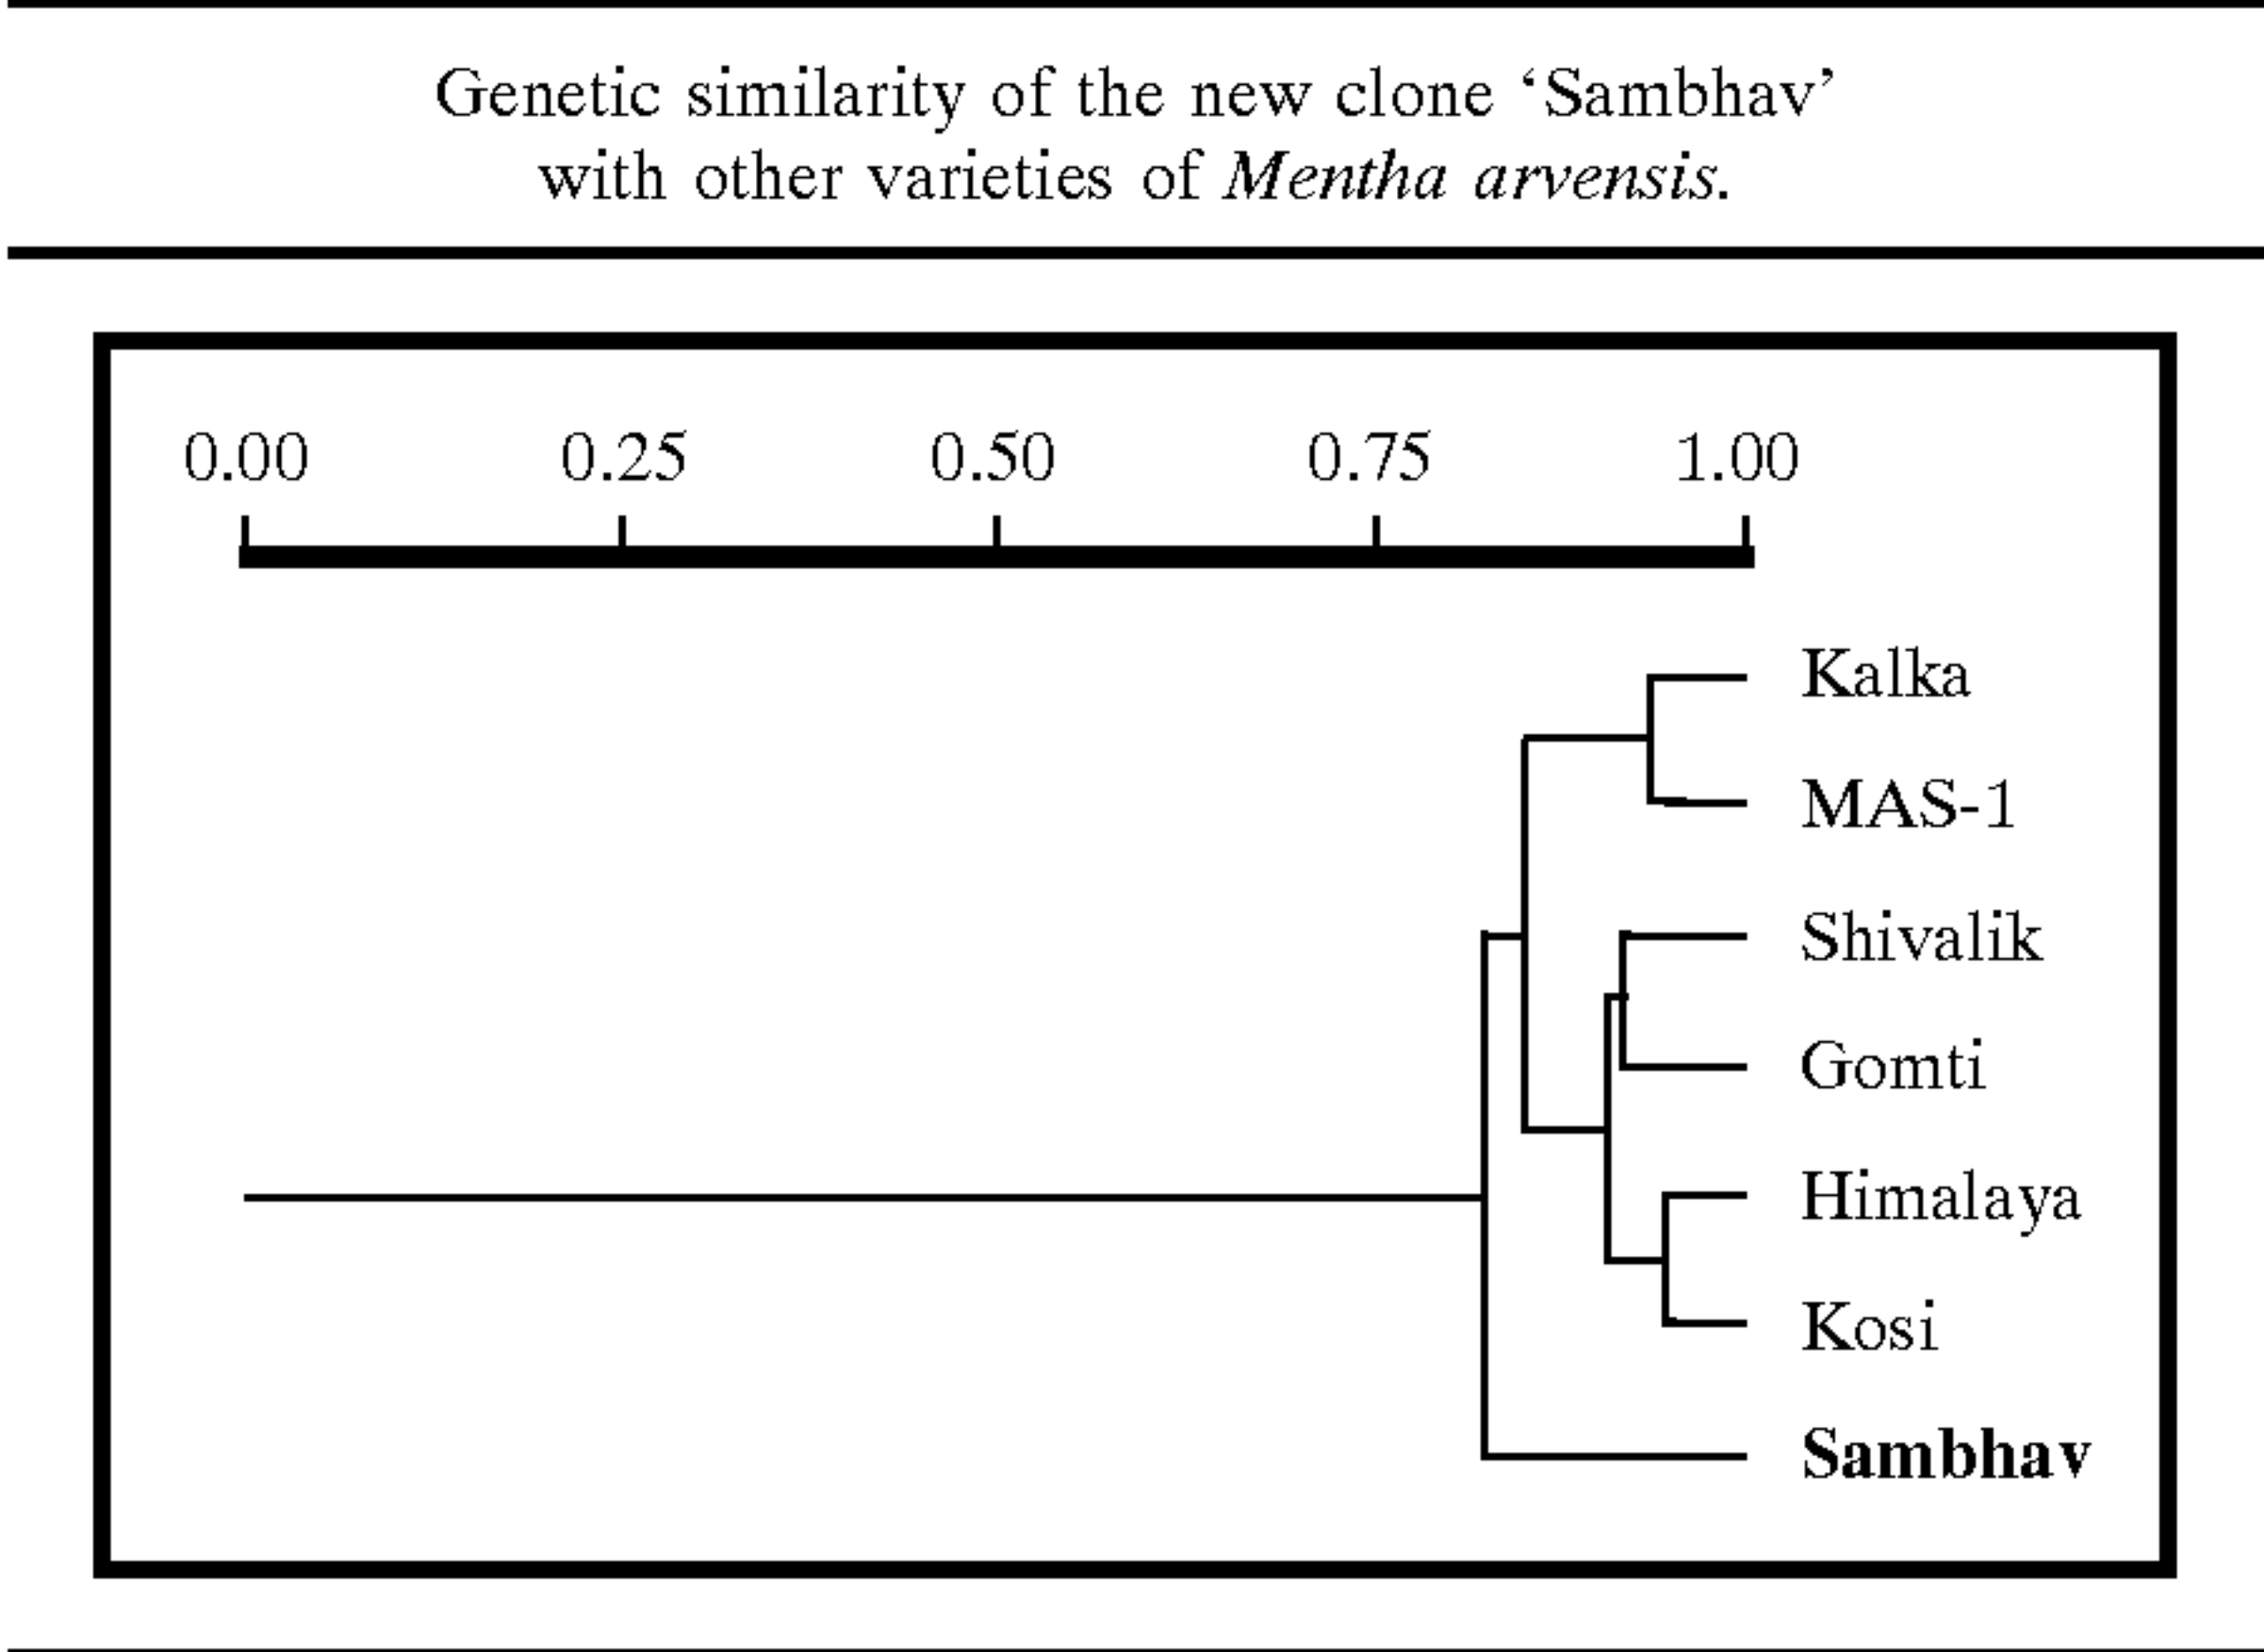 Genetic similarity of the new clone ‘Sambhav’
with other varieties of Mentha arvensis.
0.00 0.25 0.50 0.75 1.00
Kalka
MAS-1
Shivalik
Gomti
Himalaya
Kosi
Sambhav